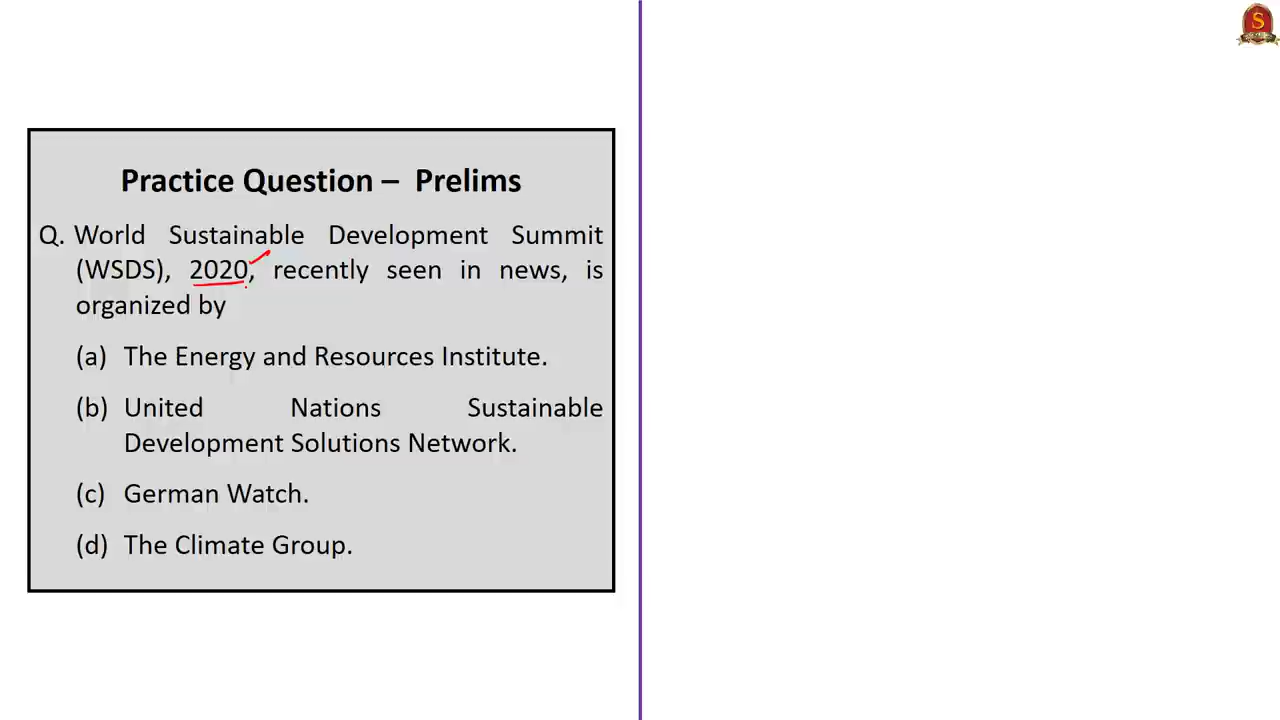 S
Practice Question – Prelims
Q. World Sustainable Development Summit
(WSDS), 2020, recently seen in news, is
organized by
(a) The Energy and Resources Institute.
(b) United Nations Sustainable
Development Solutions Network.
(c) German Watch.
(d) The Climate Group.